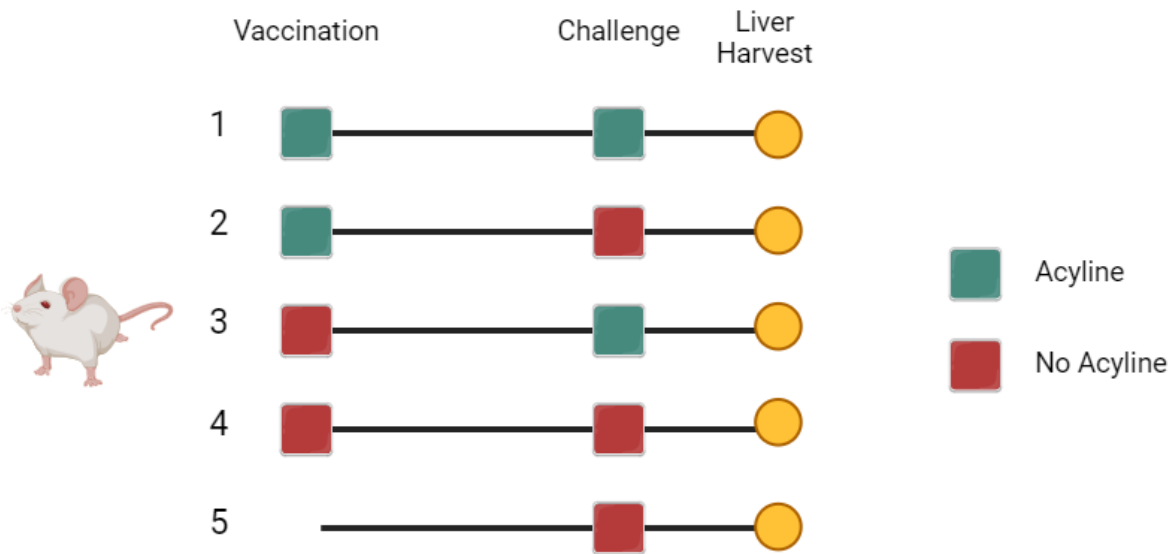 Vaccination
Challenge
Liver
Harvest
1
2
3
4
5
Acyline
No Acyline